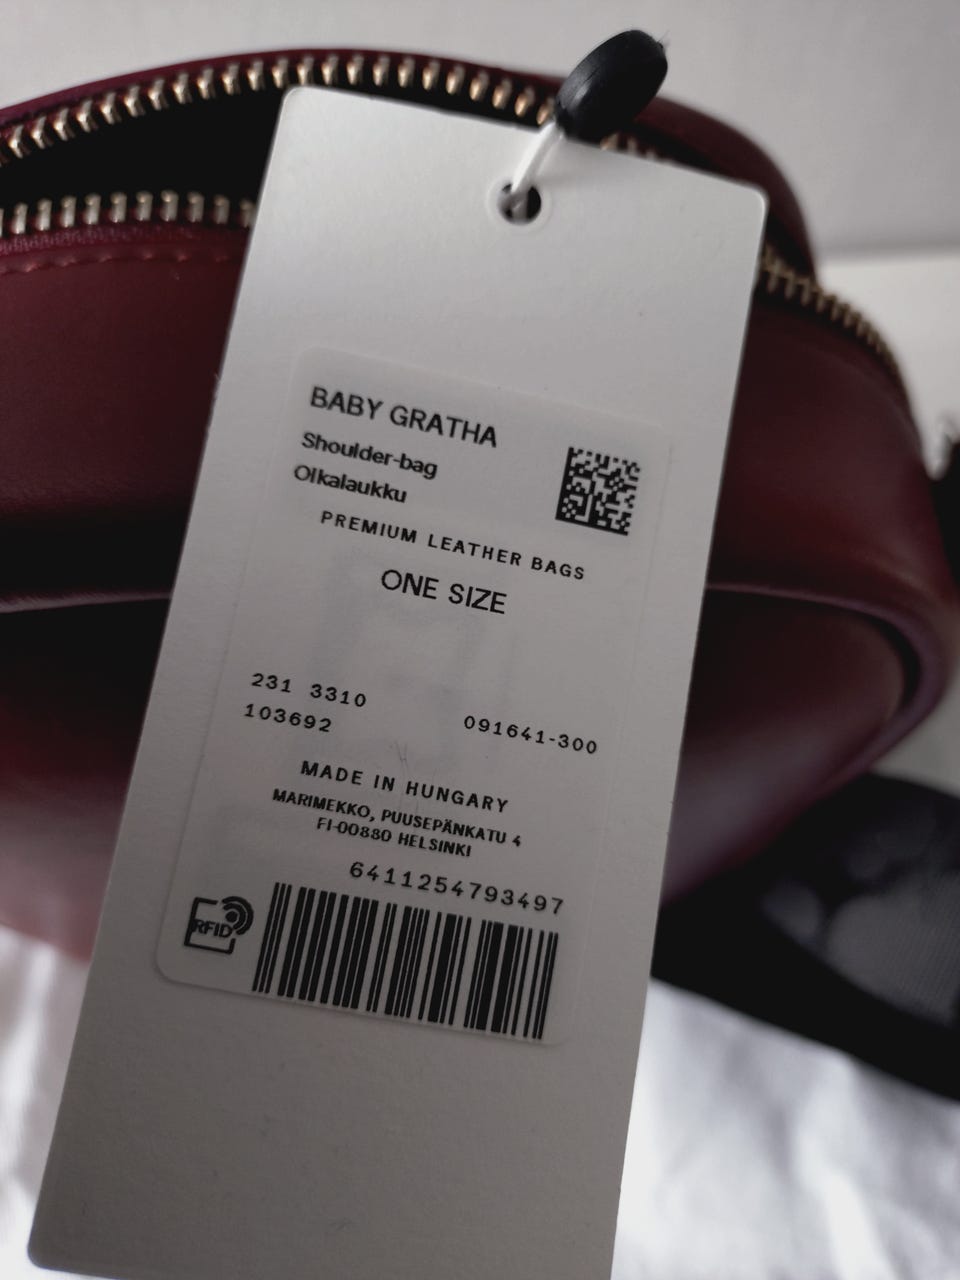 BABY GRATHA
Shoulder-bag
Olkalaukku
PREMIUM LEATHER BAGS
ONE SIZE
231 3310
103692
091641-300
MADE IN HUNGARY
MARIMEKKO, PUUSEPÄNKATU 4
FI-00880 HELSINKI
6411254793497
RFID